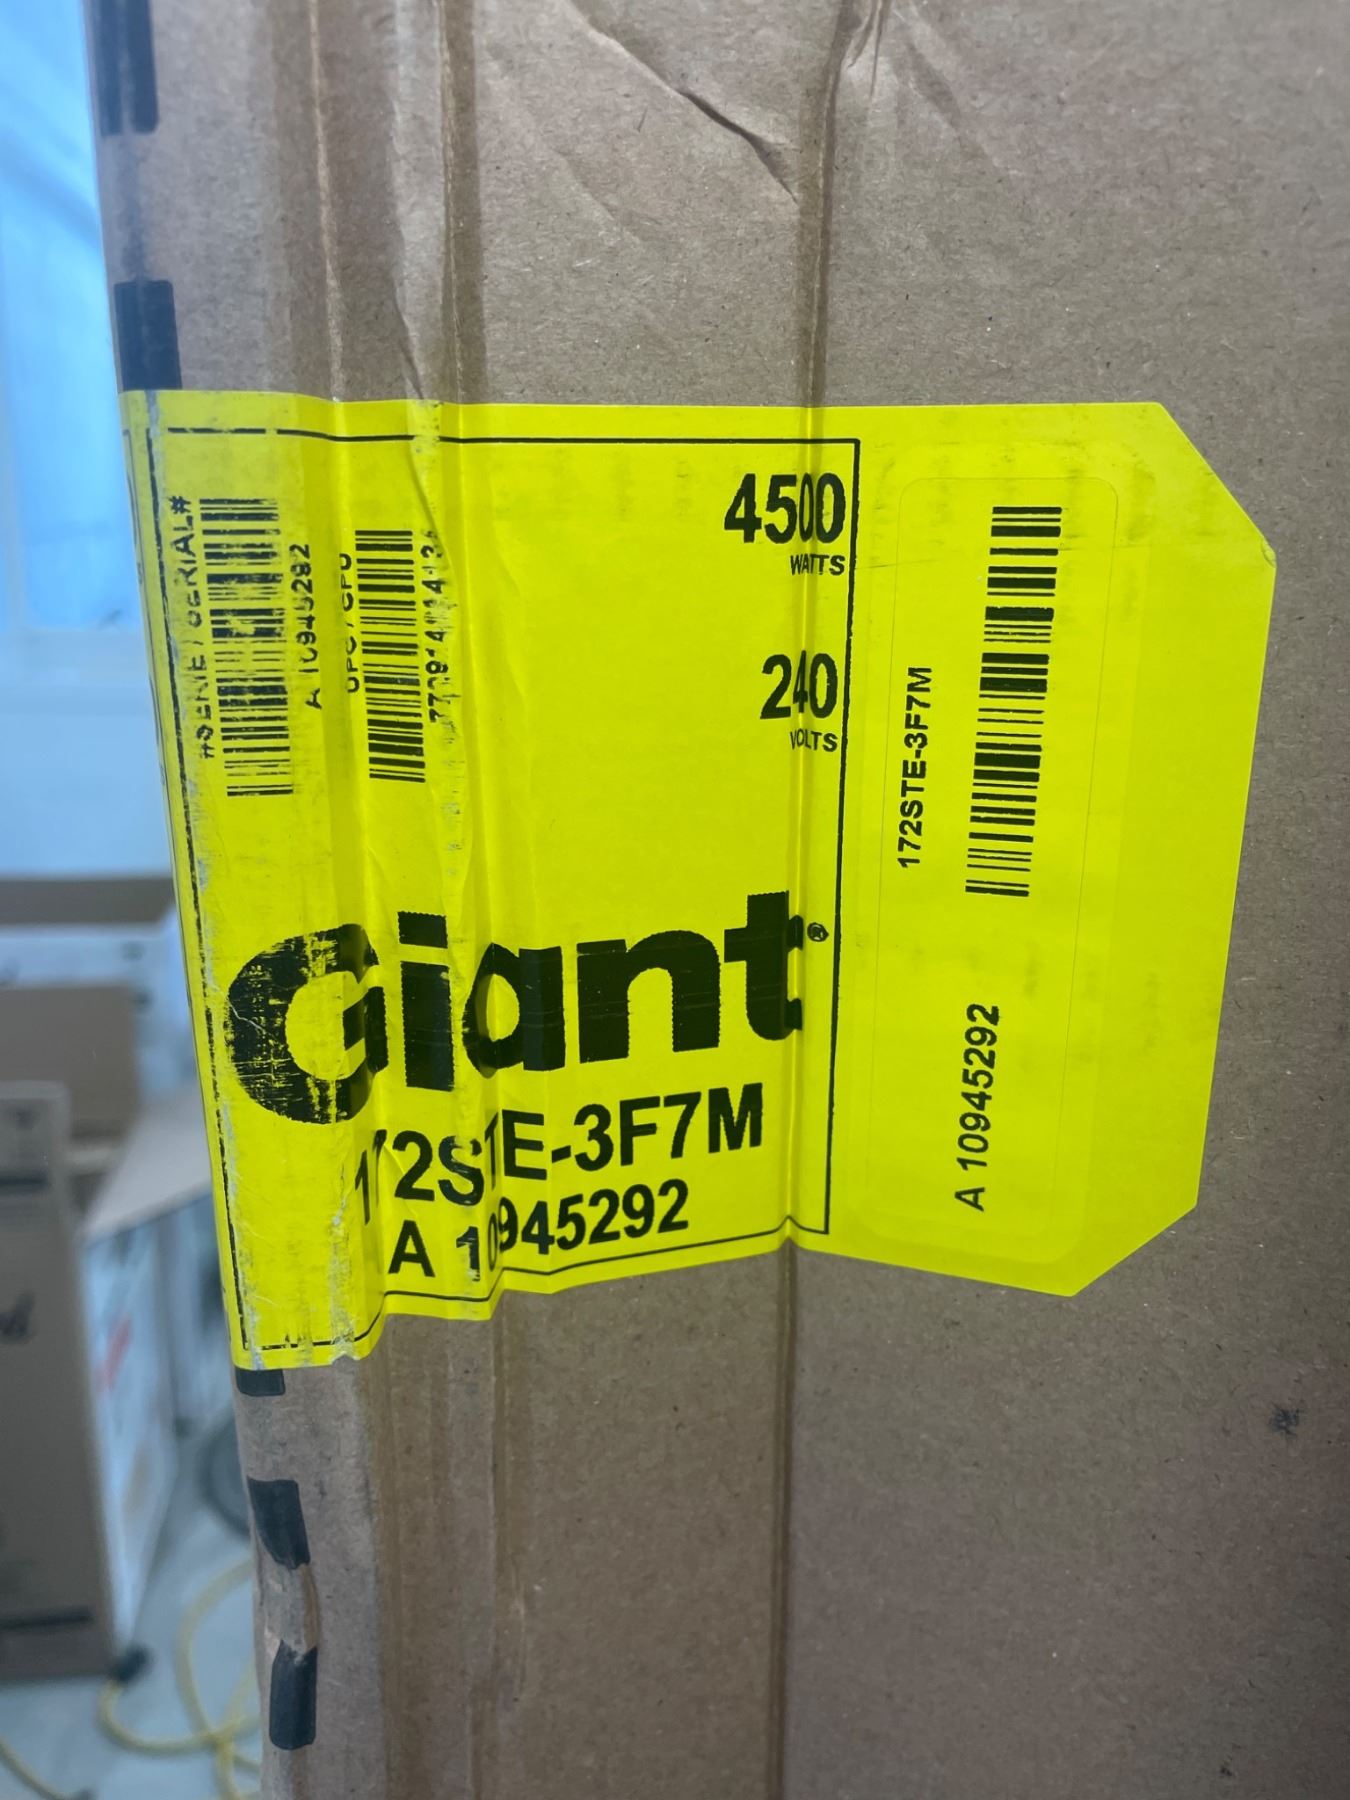 #SERIE / SERIAL#
A 10945292
UPC / CPU
4500
WATTS
240
VOLTS
Giant®
172STE-3F7M
A 10945292
172STE-3F7M
A 10945292